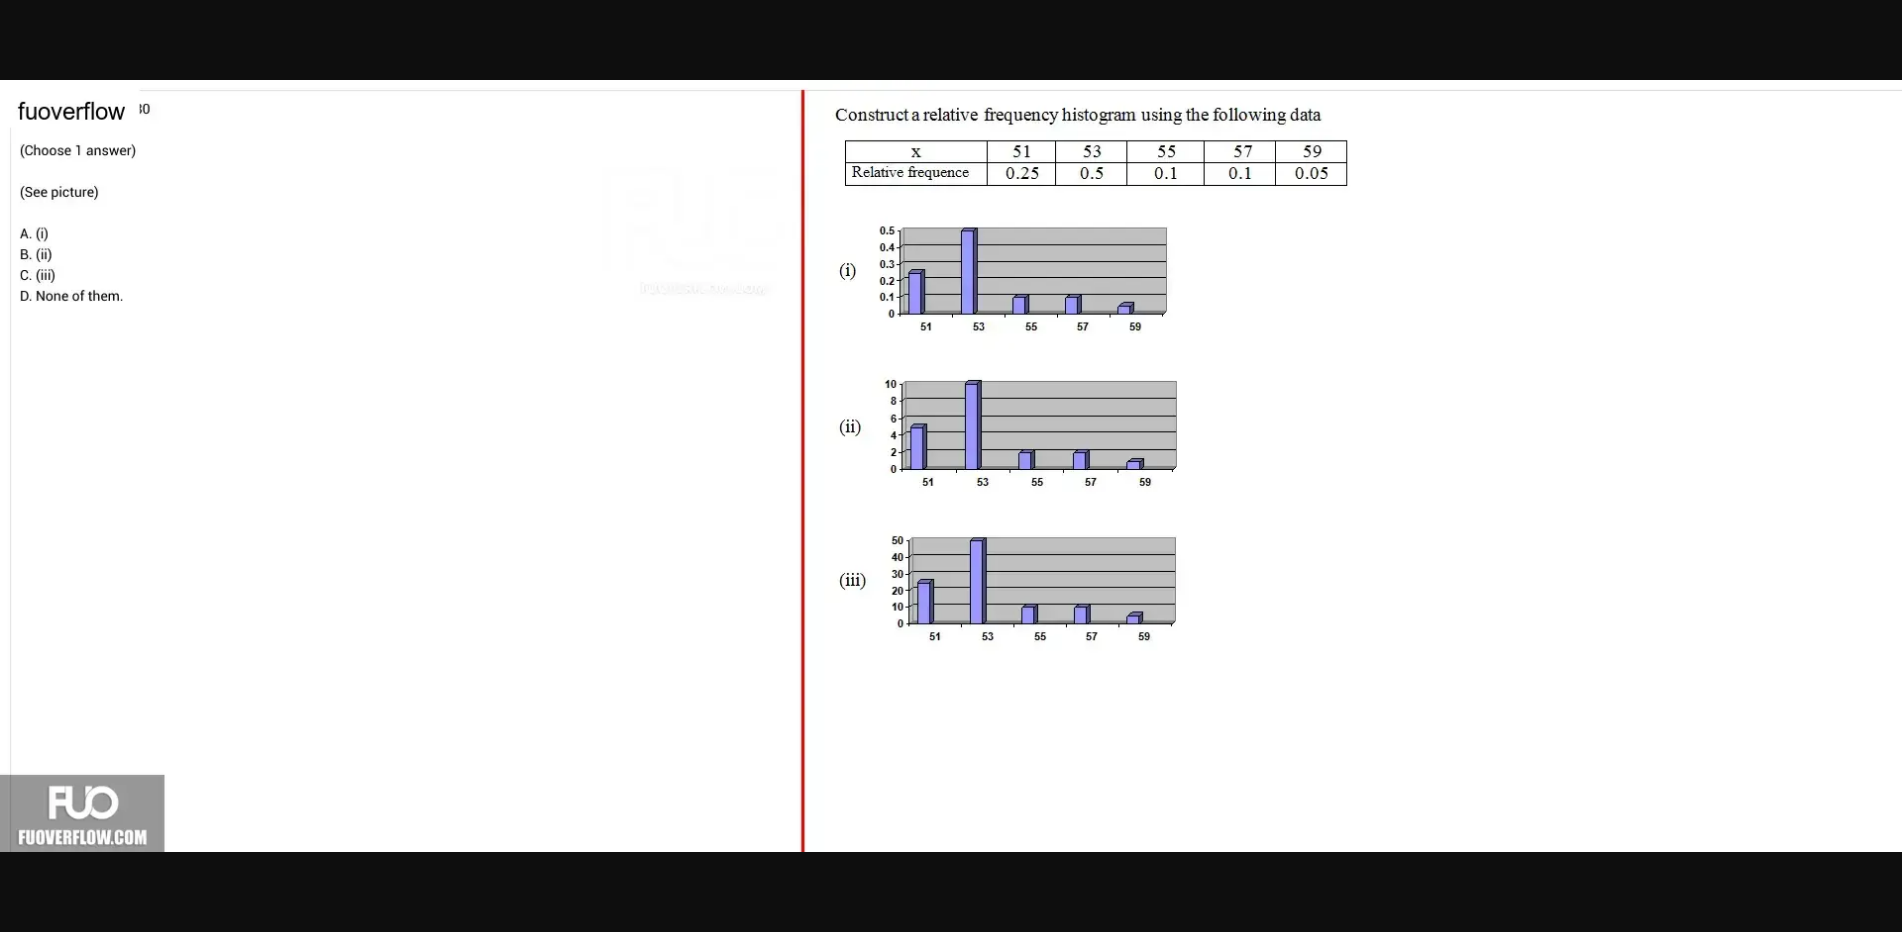 fuoverflow 30
(Choose 1 answer)
(See picture)
A. (i)
B. (ii)
C. (iii)
D. None of them.
FUO
FUOVERFLOW.COM
Construct a relative frequency histogram using the following data
x 51 53 55 57 59
Relative frequence 0.25 0.5 0.1 0.1 0.05
(i)
0.5
0.4
0.3
0.2
0.1
0
51 53 55 57 59
(ii)
10
8
6
4
2
0
51 53 55 57 59
(iii)
50
40
30
20
10
0
51 53 55 57 59